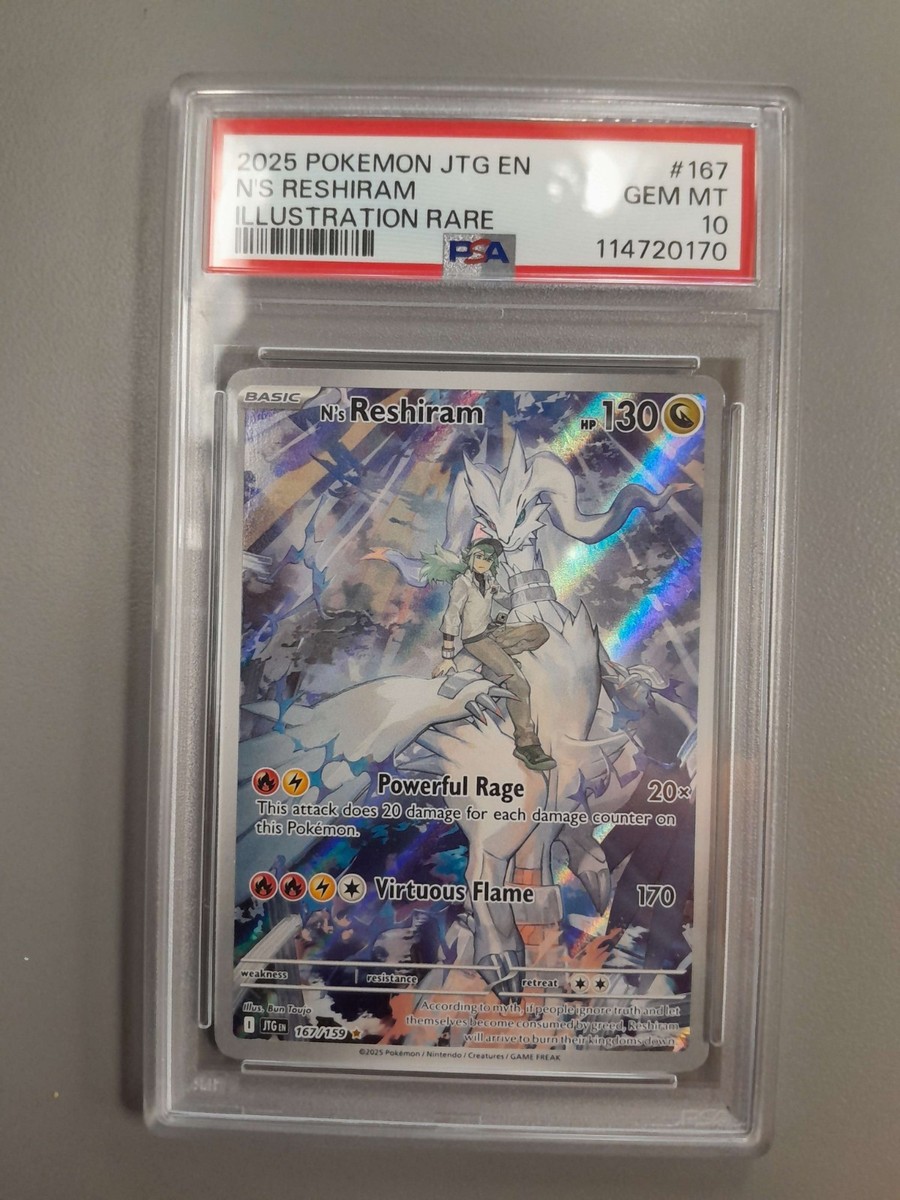 2025 POKEMON JTG EN #167
N'S RESHIRAM GEM MT
ILLUSTRATION RARE 10
PSA 114720170
BASIC
N's Reshiram HP 130
Powerful Rage 20×
This attack does 20 damage for each damage counter on
this Pokémon.
Virtuous Flame 170
weakness resistance retreat
Illus. Bun Toujo
According to myth, if people ignore truth and let
themselves become consumed by greed, Reshiram
will arrive to burn their kingdoms down.
I JTG EN 167/159
©2025 Pokémon / Nintendo / Creatures / GAME FREAK